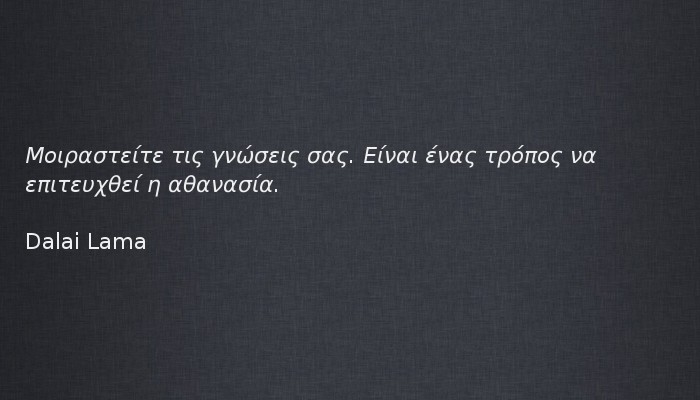 Μοιραστείτε τις γνώσεις σας. Είναι ένας τρόπος να
επιτευχθεί η αθανασία.
Dalai Lama